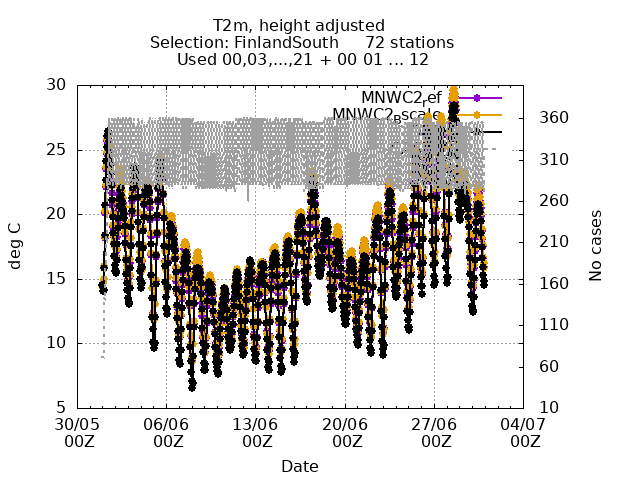 T2m, height adjusted
Selection: FinlandSouth 72 stations
Used 00,03,...,21 + 00 01 ... 12
30
25
20
15
10
5
deg C
MNWC2ref
MNWC2Bscale
360
310
260
210
160
110
60
10
No cases
30/05 06/06 13/06 20/06 27/06 04/07
00Z 00Z 00Z 00Z 00Z 00Z
Date